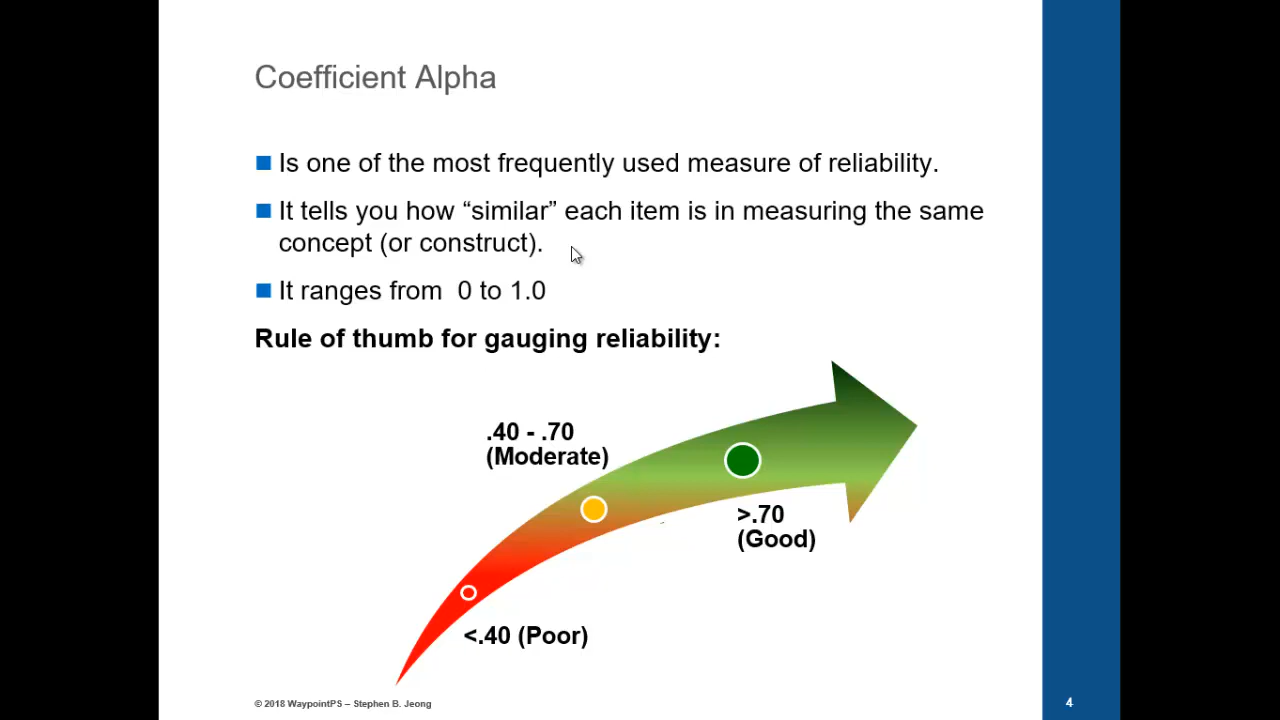 Coefficient Alpha
Is one of the most frequently used measure of reliability.
It tells you how “similar” each item is in measuring the same
concept (or construct).
It ranges from  0 to 1.0
Rule of thumb for gauging reliability:
.40 - .70
(Moderate)
>.70
(Good)
<.40 (Poor)
© 2018 WaypointPS – Stephen B. Jeong
4